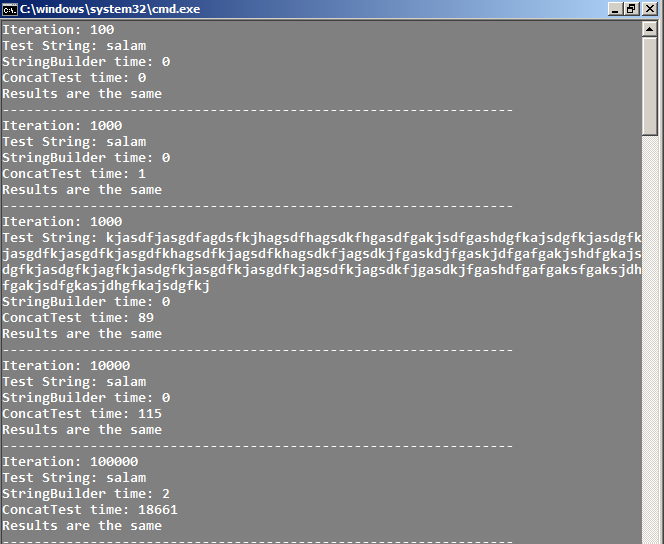 C:\windows\system32\cmd.exe
Iteration: 100
Test String: salam
StringBuilder time: 0
ConcatTest time: 0
Results are the same
----------------------------------------------------------------
Iteration: 1000
Test String: salam
StringBuilder time: 0
ConcatTest time: 1
Results are the same
----------------------------------------------------------------
Iteration: 1000
Test String: kjasdfjasgdfagdsfkjhagsdfhagsdkfhgasdfgakjsdfgashdgfkajsdgfkjasdgfk
jasgdfkjasgdfkjasgdfkhagsdfkjagsdfkhagsdkfjagsdkjfgaskdjfgaskjdfgafgakjshdfgkajs
dgfkjasdgfkjagfkjasdgfkjasgdfkjasgdfkjagsdfkjagsdkfjgasdkjfgashdfgafgaksfgaksjdh
fgakjsdfgkasjdhgfkajsdgfkj
StringBuilder time: 0
ConcatTest time: 89
Results are the same
----------------------------------------------------------------
Iteration: 10000
Test String: salam
StringBuilder time: 0
ConcatTest time: 115
Results are the same
----------------------------------------------------------------
Iteration: 100000
Test String: salam
StringBuilder time: 2
ConcatTest time: 18661
Results are the same
----------------------------------------------------------------